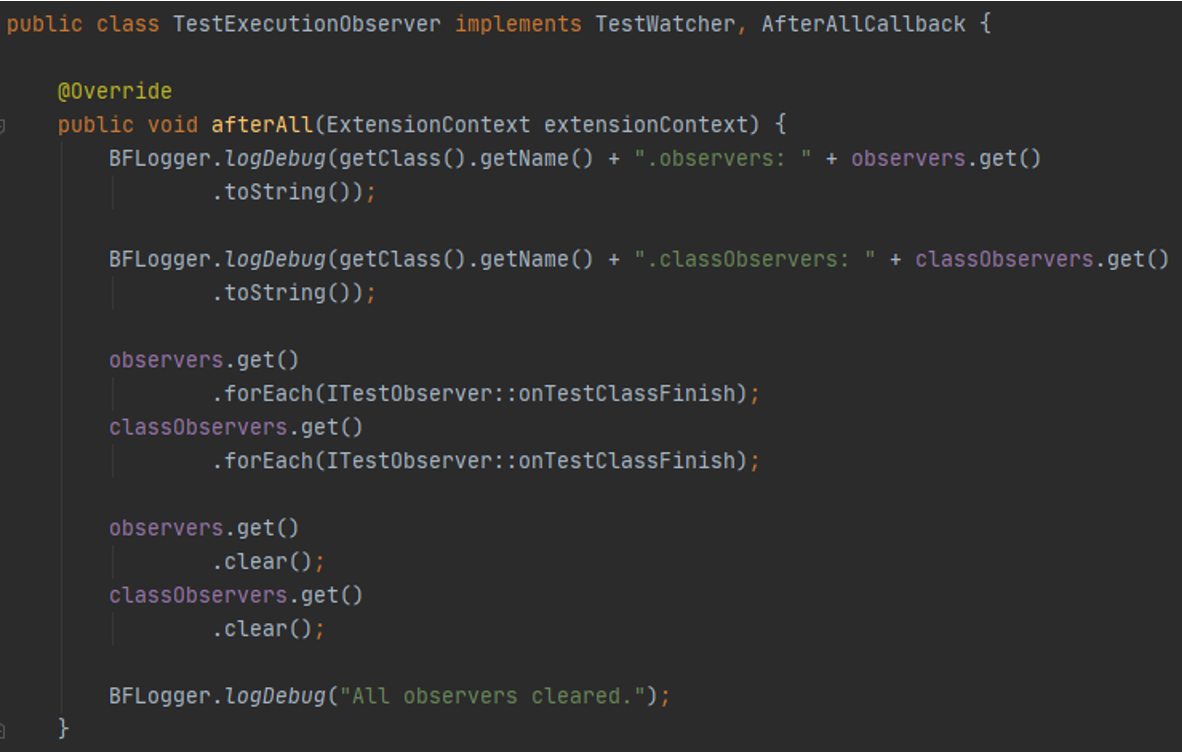 public class TestExecutionObserver implements TestWatcher, AfterAllCallback {
@Override
public void afterAll(ExtensionContext extensionContext) {
BFLogger.logDebug(getClass().getName() + ".observers: " + observers.get()
.toString());
BFLogger.logDebug(getClass().getName() + ".classObservers: " + classObservers.get()
.toString());
observers.get()
.forEach(ITestObserver::onTestClassFinish);
classObservers.get()
.forEach(ITestObserver::onTestClassFinish);
observers.get()
.clear();
classObservers.get()
.clear();
BFLogger.logDebug("All observers cleared.");
}